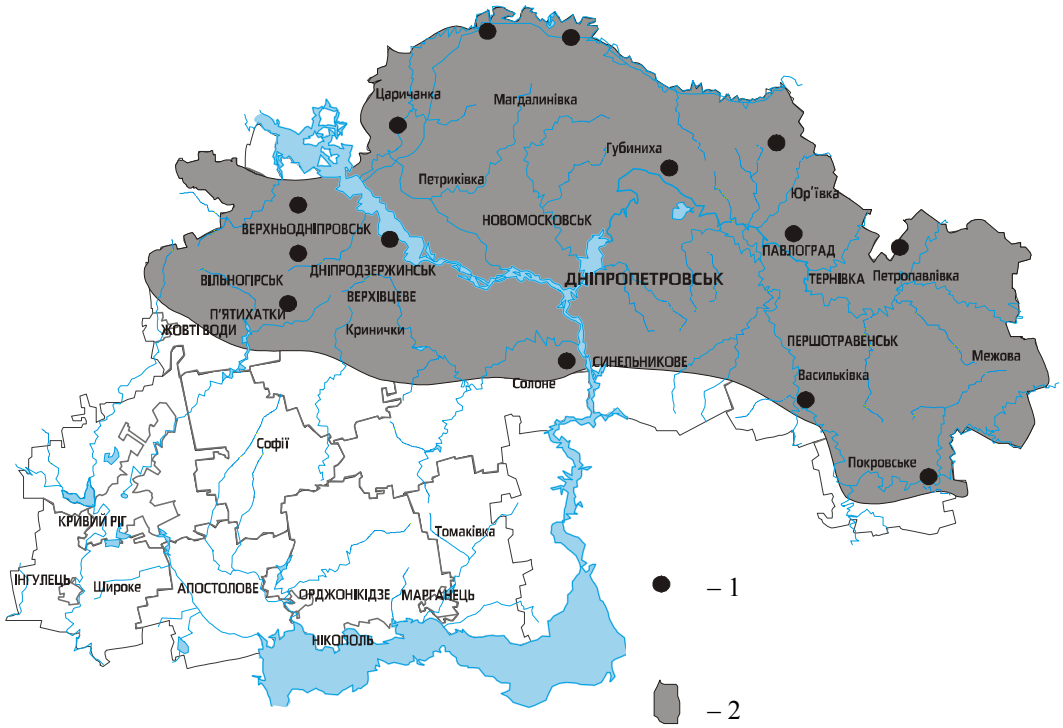 Царичанка
Магдалинівка
Губиниха
Петриківка
Юр'ївка
НОВОМОСКОВСЬК
ВЕРХНЬОДНІПРОВСЬК
ПАВЛОГРАД
ДНІПРОДЗЕРЖИНСЬК
ВІЛЬНОГІРСЬК
ДНІПРОПЕТРОВСЬК
ТЕРНІВКА
Петропавлівка
ВЕРХІВЦЕВЕ
П'ЯТИХАТКИ
ЖОВТІ ВОДИ
Кринички
ПЕРШОТРАВЕНСЬК
Межова
СИНЕЛЬНИКОВЕ
Васильківка
Солоне
Софії
Покровське
КРИВИЙ РІГ
Томаківка
ІНГУЛЕЦЬ
Широке
АПОСТОЛОВЕ
ОРДЖОНІКІДЗЕ
МАРГАНЕЦЬ
– 1
НІКОПОЛЬ
– 2